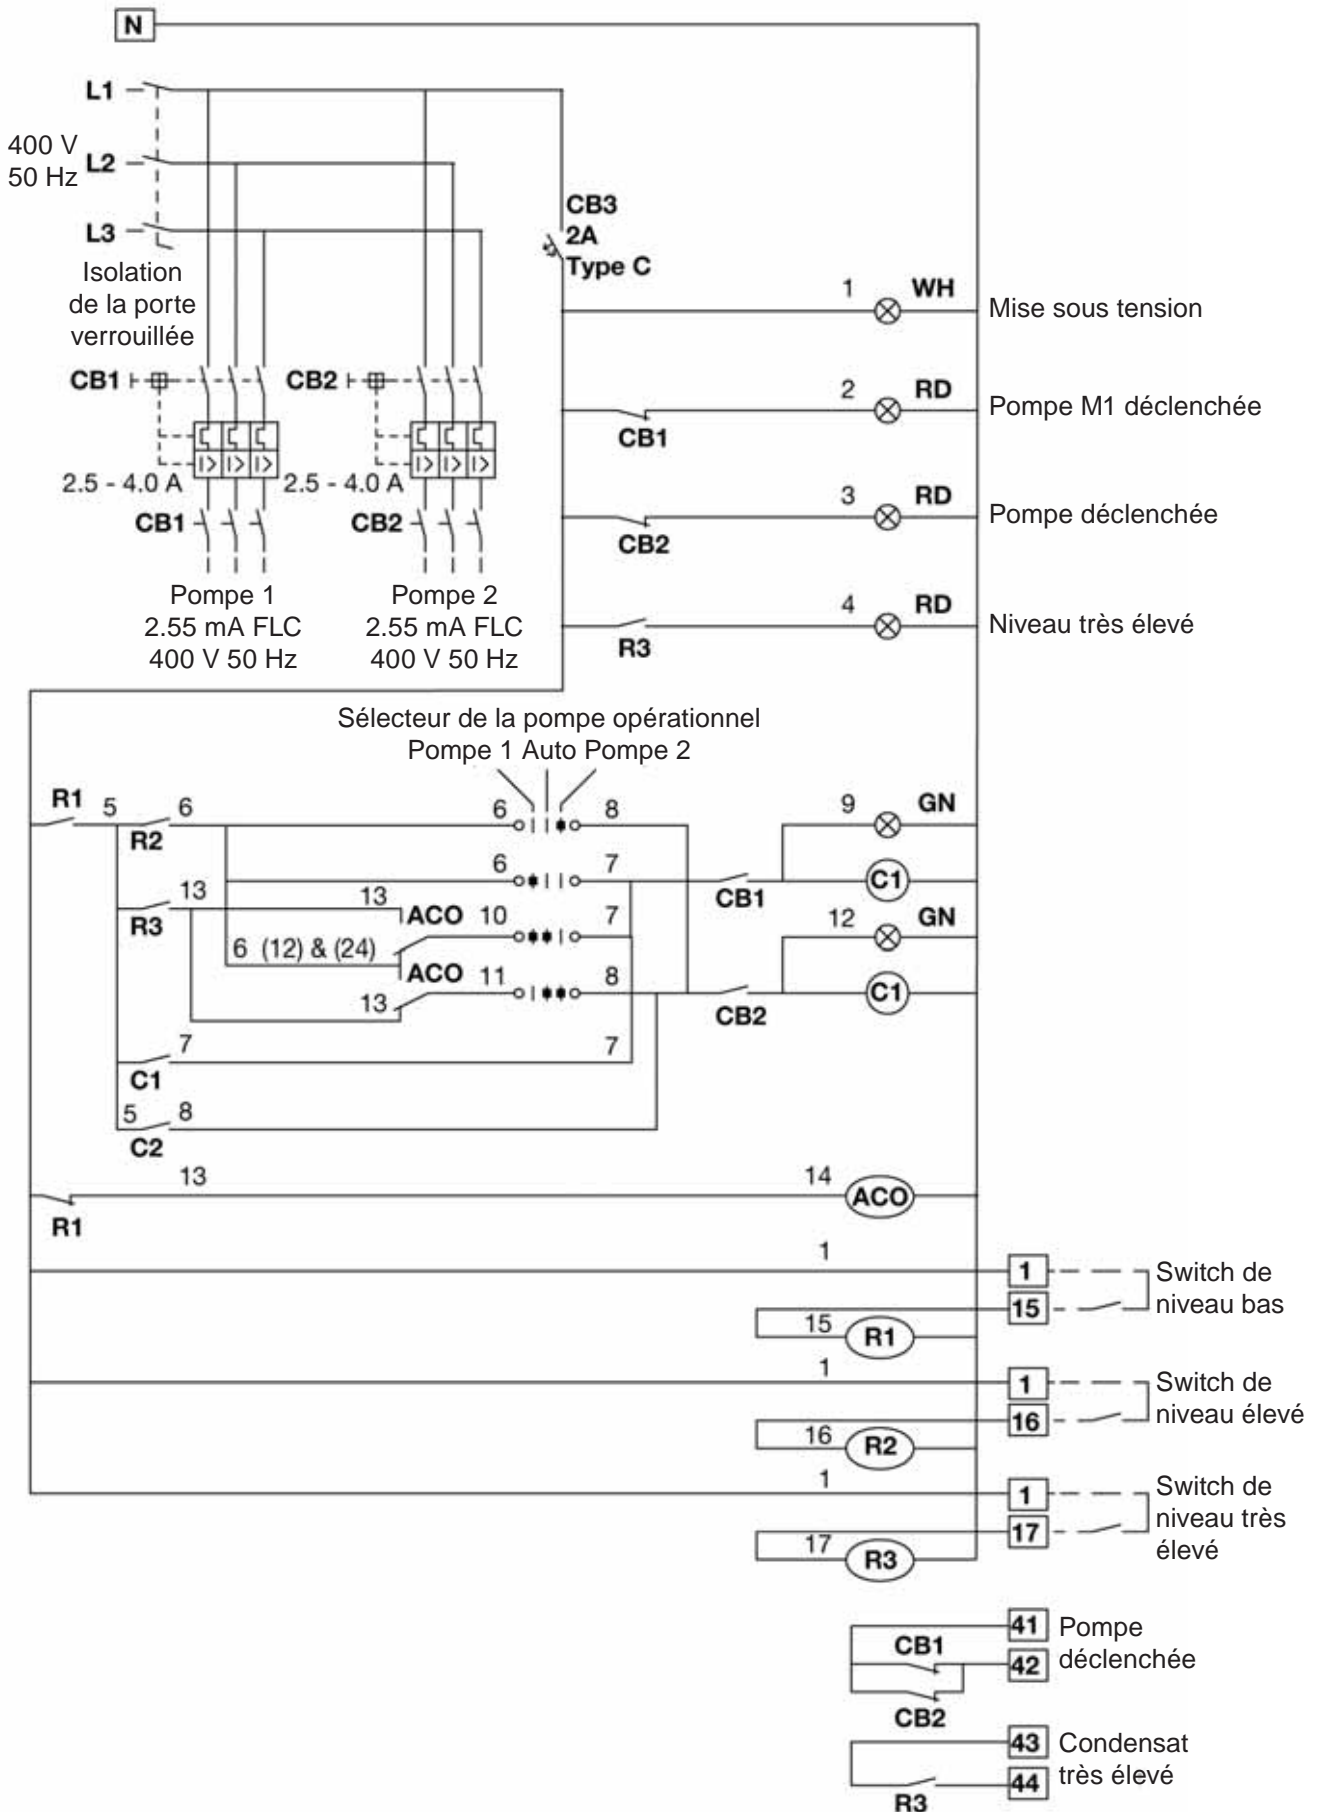 N
L1
400 V
50 Hz
L2
L3
CB3
2A
Type C
Isolation
de la porte
verrouillée
1 WH
Mise sous tension
CB1
CB2
2 RD
Pompe M1 déclenchée
CB1
2.5 - 4.0 A
2.5 - 4.0 A
3 RD
Pompe déclenchée
CB1
CB2
CB2
Pompe 1
2.55 mA FLC
400 V 50 Hz
Pompe 2
2.55 mA FLC
400 V 50 Hz
4 RD
Niveau très élevé
R3
Sélecteur de la pompe opérationnel
Pompe 1 Auto Pompe 2
R1 5 6 6 8 9 GN
R2
6 7 C1
CB1
13 13 ACO 10 7 12 GN
R3
6 (12) & (24)
ACO 11 8 C1
13
CB2
7 7
C1
5 8
C2
13 14 ACO
R1
1 1
Switch de
niveau bas
15
15 R1
1 1
Switch de
niveau élevé
16
16 R2
1 1
Switch de
niveau très
élevé
17
17 R3
41
Pompe
déclenchée
CB1
42
CB2
43
Condensat
très élevé
44
R3